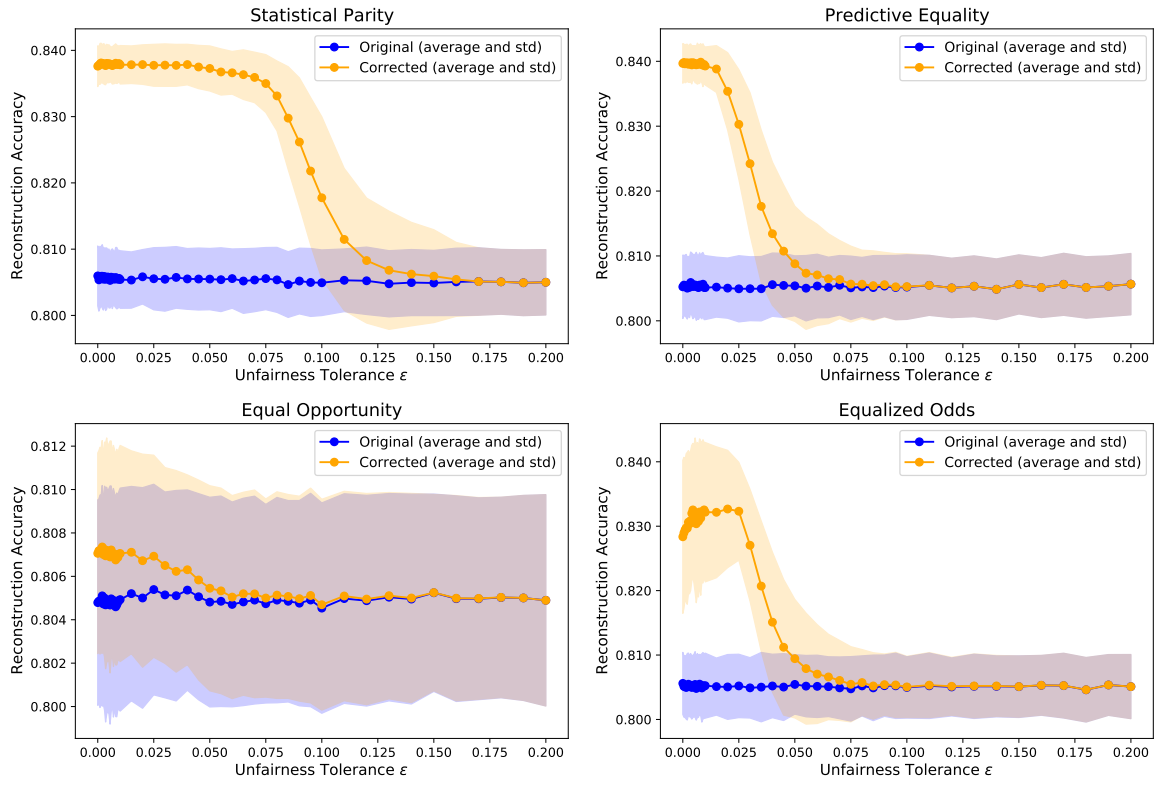 Statistical Parity
Reconstruction Accuracy
0.840
0.830
0.820
0.810
0.800
Original (average and std)
Corrected (average and std)
0.000 0.025 0.050 0.075 0.100 0.125 0.150 0.175 0.200
Unfairness Tolerance ε
Predictive Equality
Reconstruction Accuracy
0.840
0.830
0.820
0.810
0.800
Original (average and std)
Corrected (average and std)
0.000 0.025 0.050 0.075 0.100 0.125 0.150 0.175 0.200
Unfairness Tolerance ε
Equal Opportunity
Reconstruction Accuracy
0.812
0.810
0.808
0.806
0.804
0.802
0.800
Original (average and std)
Corrected (average and std)
0.000 0.025 0.050 0.075 0.100 0.125 0.150 0.175 0.200
Unfairness Tolerance ε
Equalized Odds
Reconstruction Accuracy
0.840
0.830
0.820
0.810
0.800
Original (average and std)
Corrected (average and std)
0.000 0.025 0.050 0.075 0.100 0.125 0.150 0.175 0.200
Unfairness Tolerance ε